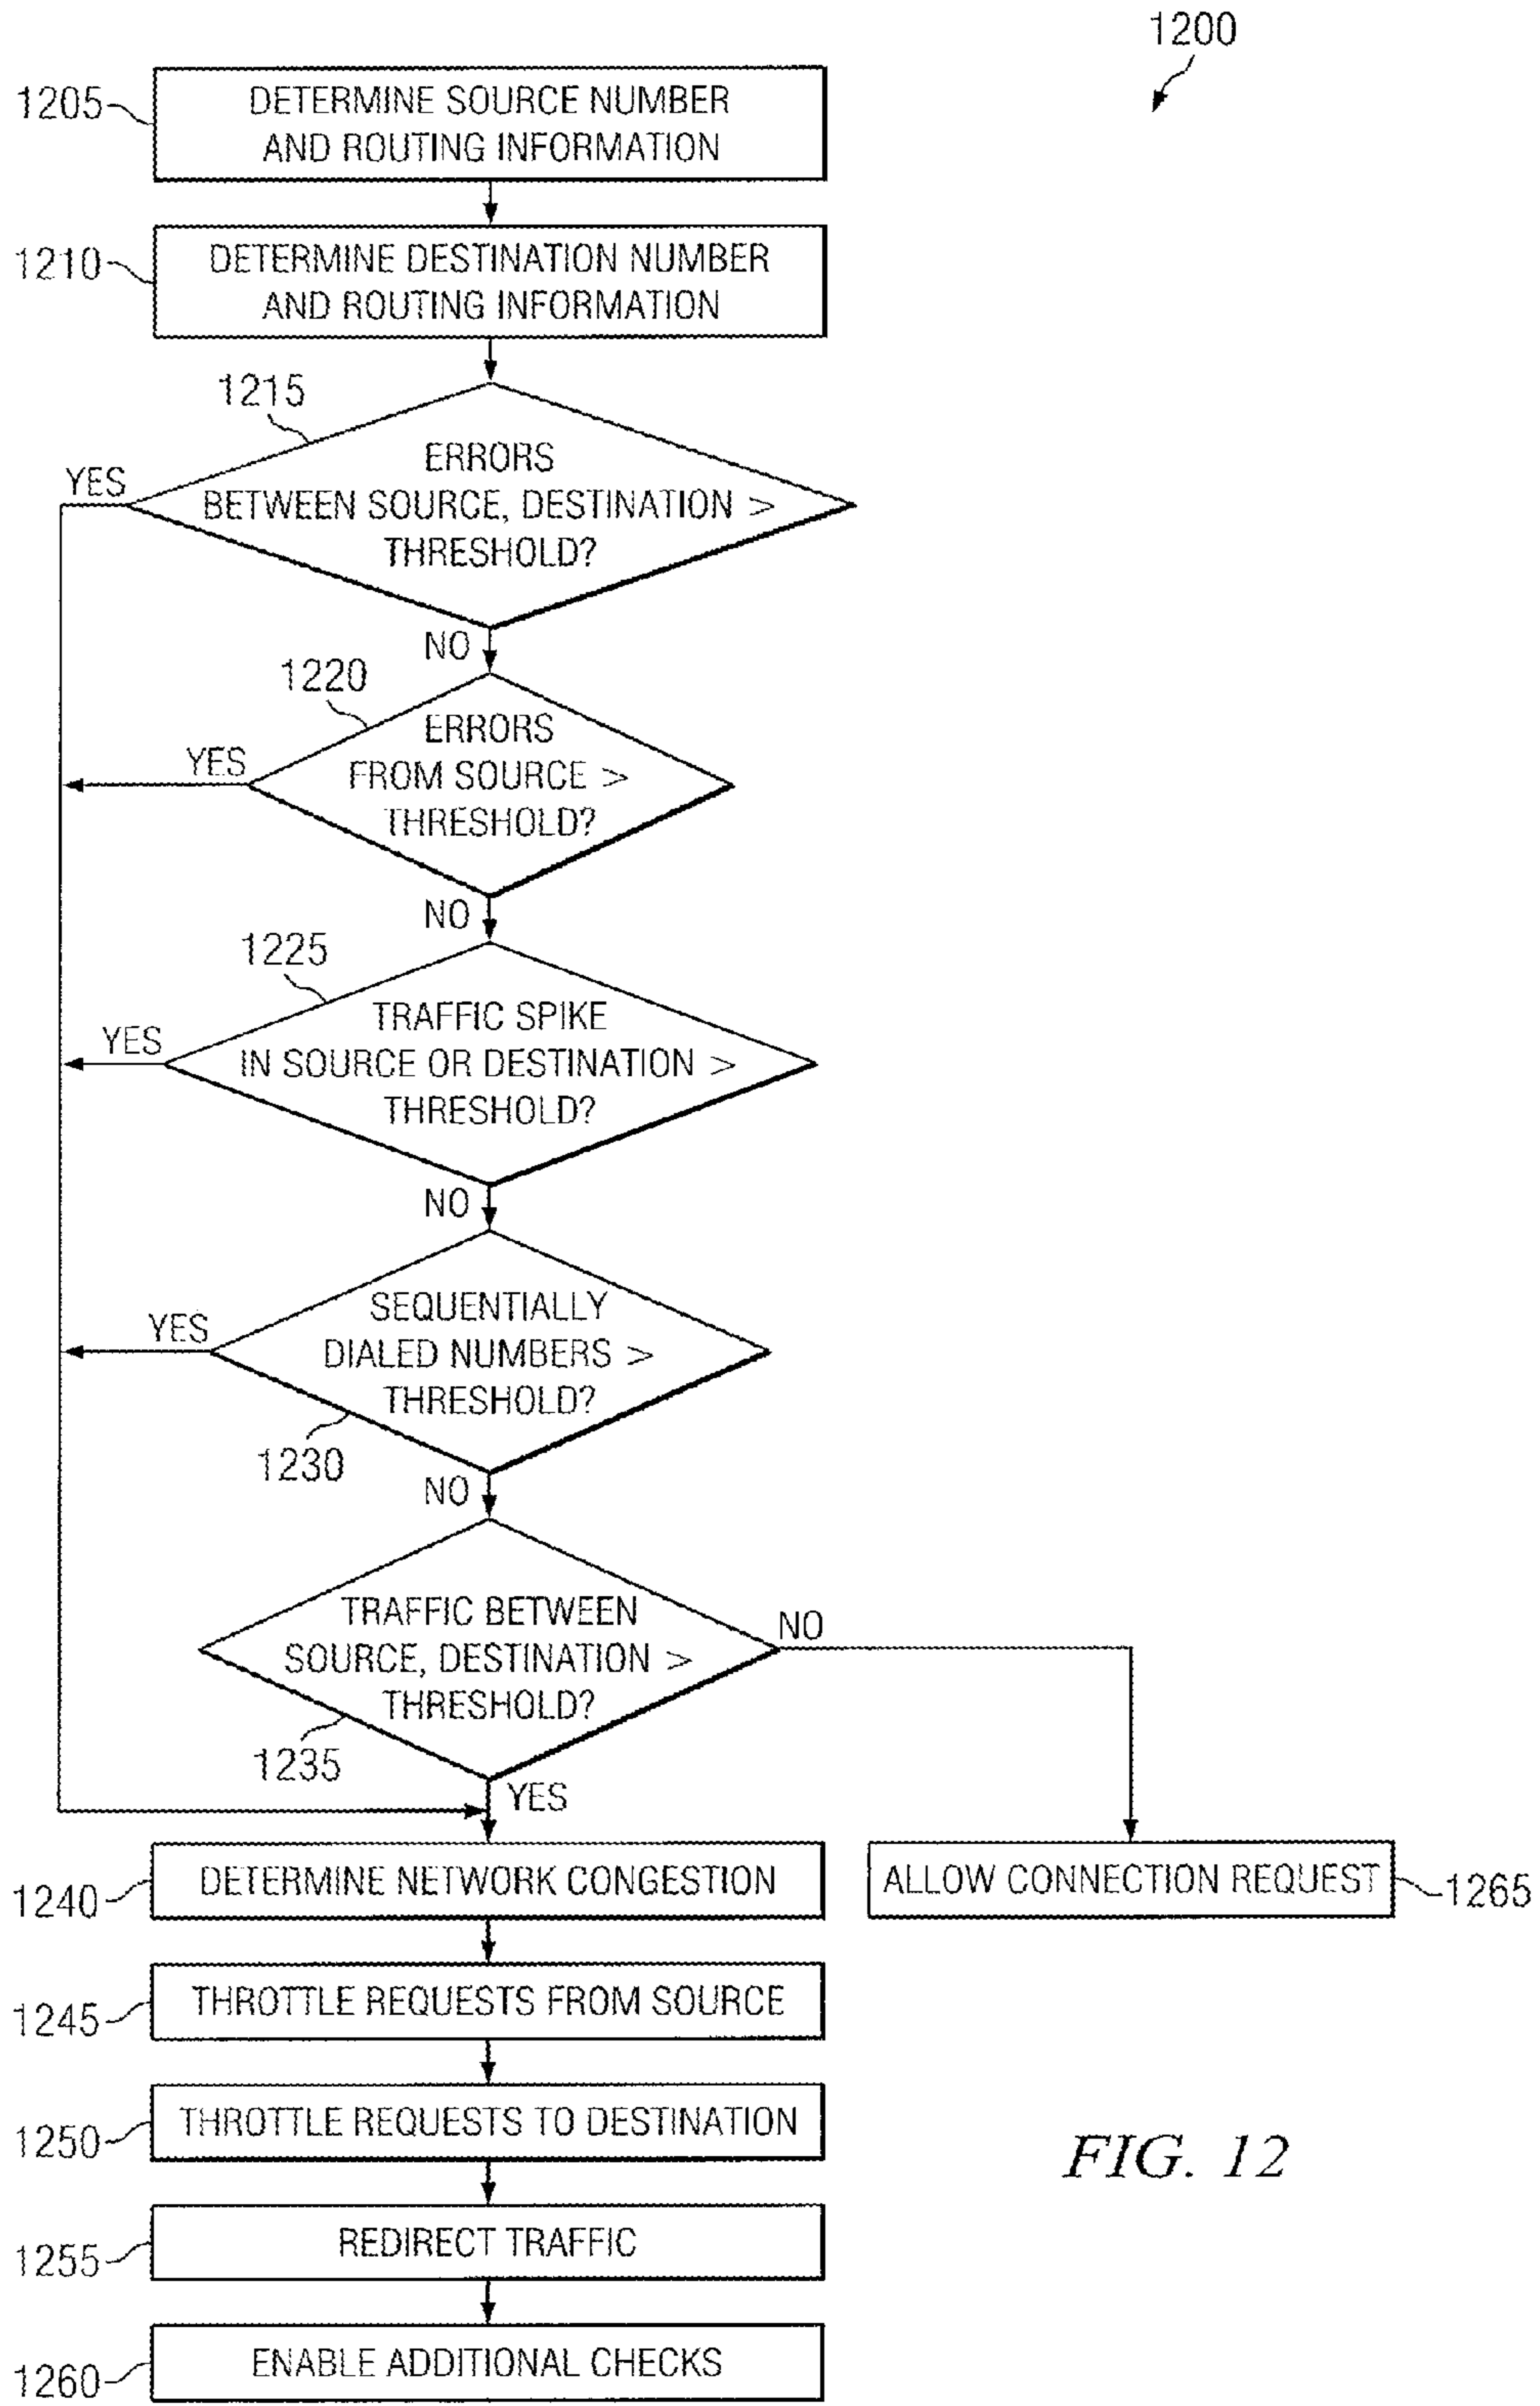 1200
1205
DETERMINE SOURCE NUMBER
AND ROUTING INFORMATION
1210
DETERMINE DESTINATION NUMBER
AND ROUTING INFORMATION
1215
YES
ERRORS
BETWEEN SOURCE, DESTINATION >
THRESHOLD?
NO
1220
YES
ERRORS
FROM SOURCE >
THRESHOLD?
NO
1225
YES
TRAFFIC SPIKE
IN SOURCE OR DESTINATION >
THRESHOLD?
NO
YES
SEQUENTIALLY
DIALED NUMBERS >
THRESHOLD?
1230
NO
TRAFFIC BETWEEN
SOURCE, DESTINATION >
THRESHOLD?
NO
1235
YES
1240
DETERMINE NETWORK CONGESTION
ALLOW CONNECTION REQUEST
1265
1245
THROTTLE REQUESTS FROM SOURCE
1250
THROTTLE REQUESTS TO DESTINATION
FIG. 12
1255
REDIRECT TRAFFIC
1260
ENABLE ADDITIONAL CHECKS